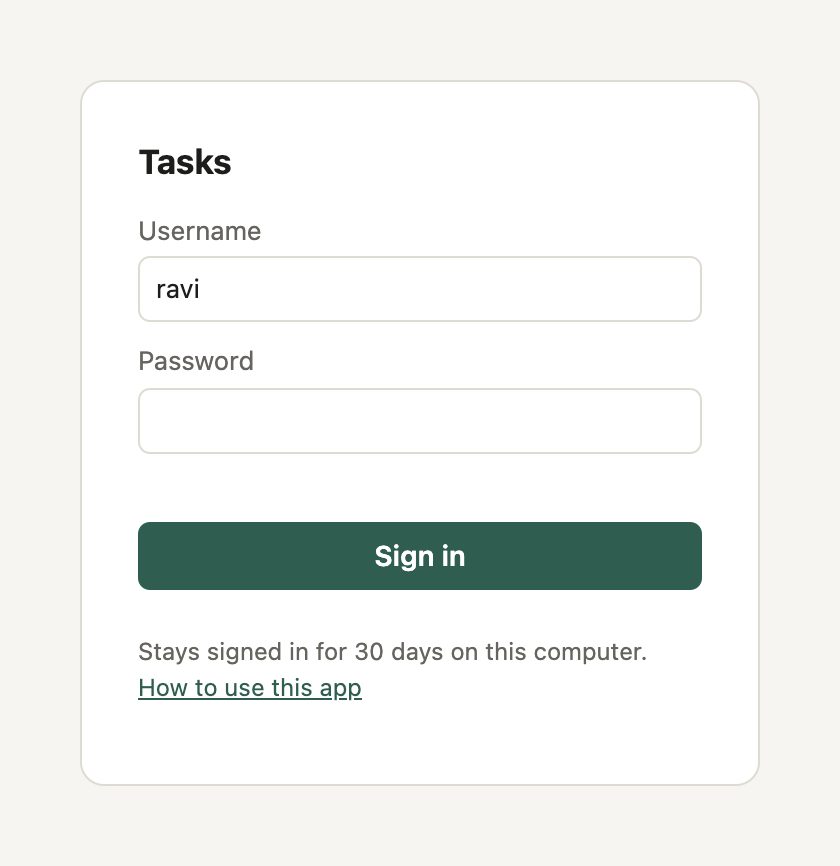 Tasks
Username
ravi
Password
Sign in
Stays signed in for 30 days on this computer.
How to use this app